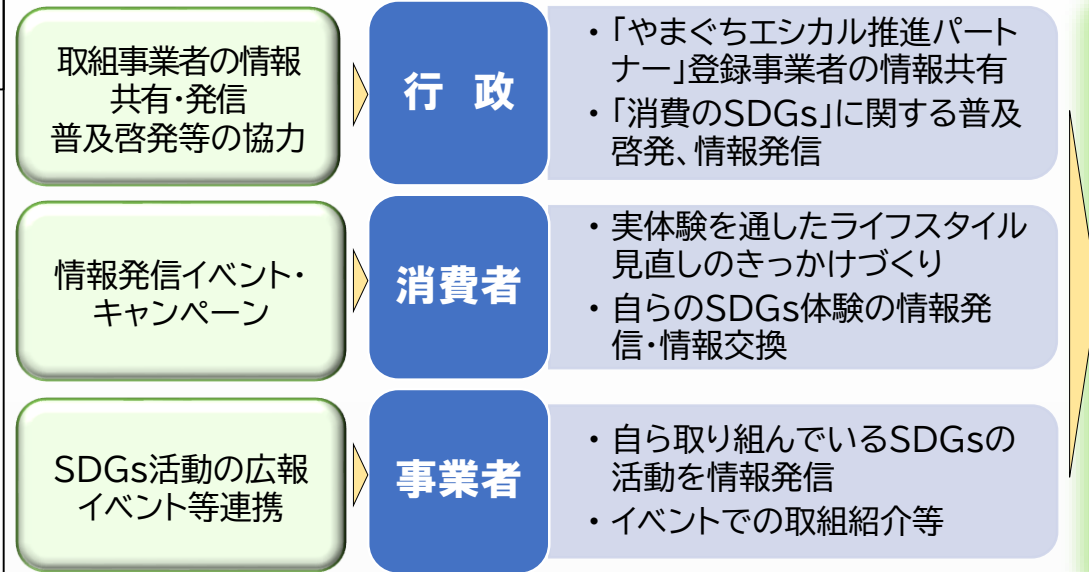 取組事業者の情報
共有・発信
普及啓発等の協力
行 政
・「やまぐちエシカル推進パート
ナー」登録事業者の情報共有
・「消費のSDGs」に関する普及
啓発、情報発信
情報発信イベント・
キャンペーン
消費者
・実体験を通したライフスタイル
見直しのきっかけづくり
・自らのSDGs体験の情報発
信・情報交換
SDGs活動の広報
イベント等連携
事業者
・自ら取り組んでいるSDGsの
活動を情報発信
・イベントでの取組紹介等